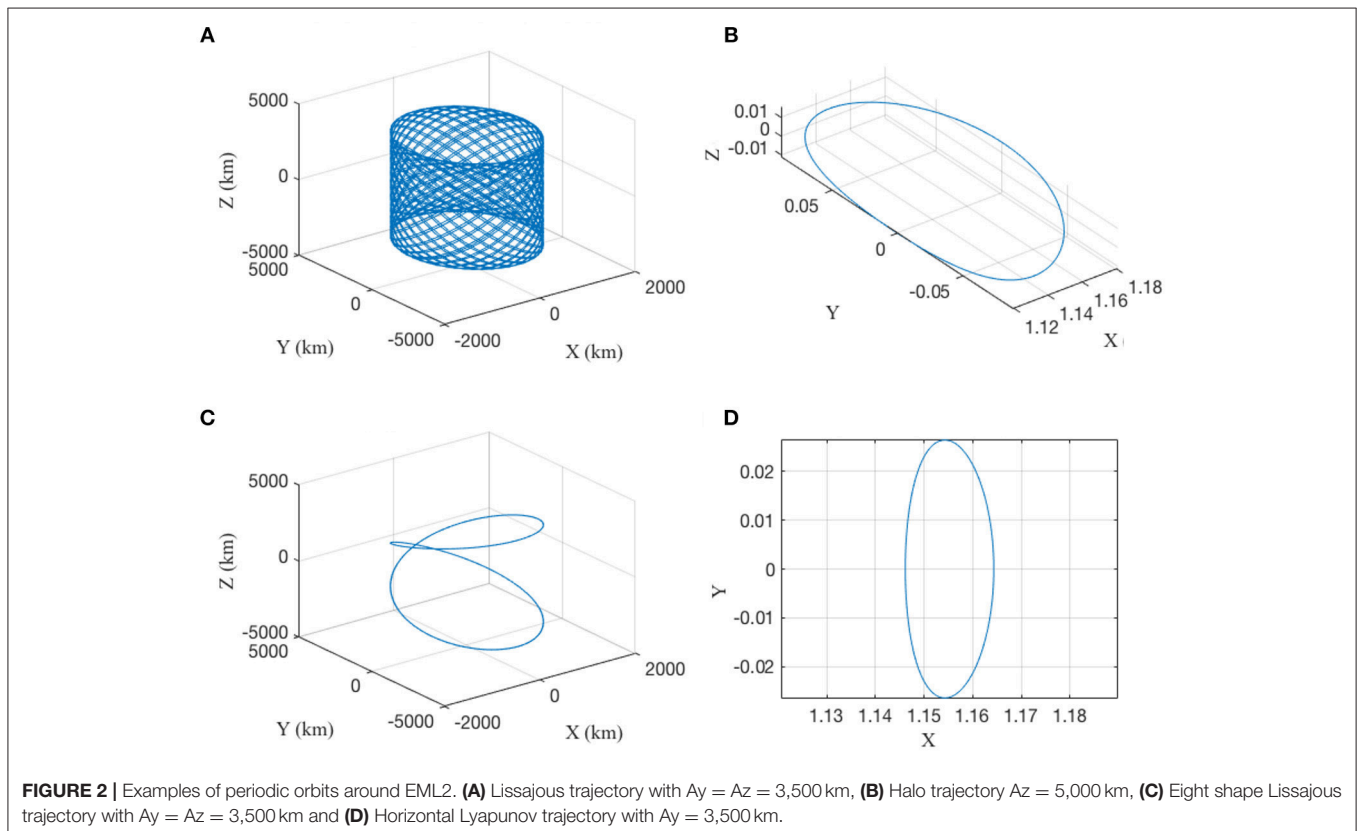 A
5000
0
-5000
Z (km)
5000
0
-5000
Y (km)
-2000
0
2000
X (km)
B
0.01
0
-0.01
Z
0.05
0
-0.05
Y
1.12
1.14
1.16
1.18
X (
C
5000
0
-5000
Z (km)
5000
0
-5000
Y (km)
-2000
0
2000
X (km)
D
0.02
0.01
0
-0.01
-0.02
Y
1.13 1.14 1.15 1.16 1.17 1.18
X
FIGURE 2 | Examples of periodic orbits around EML2. (A) Lissajous trajectory with Ay = Az = 3,500 km, (B) Halo trajectory Az = 5,000 km, (C) Eight shape Lissajous
trajectory with Ay = Az = 3,500 km and (D) Horizontal Lyapunov trajectory with Ay = 3,500 km.